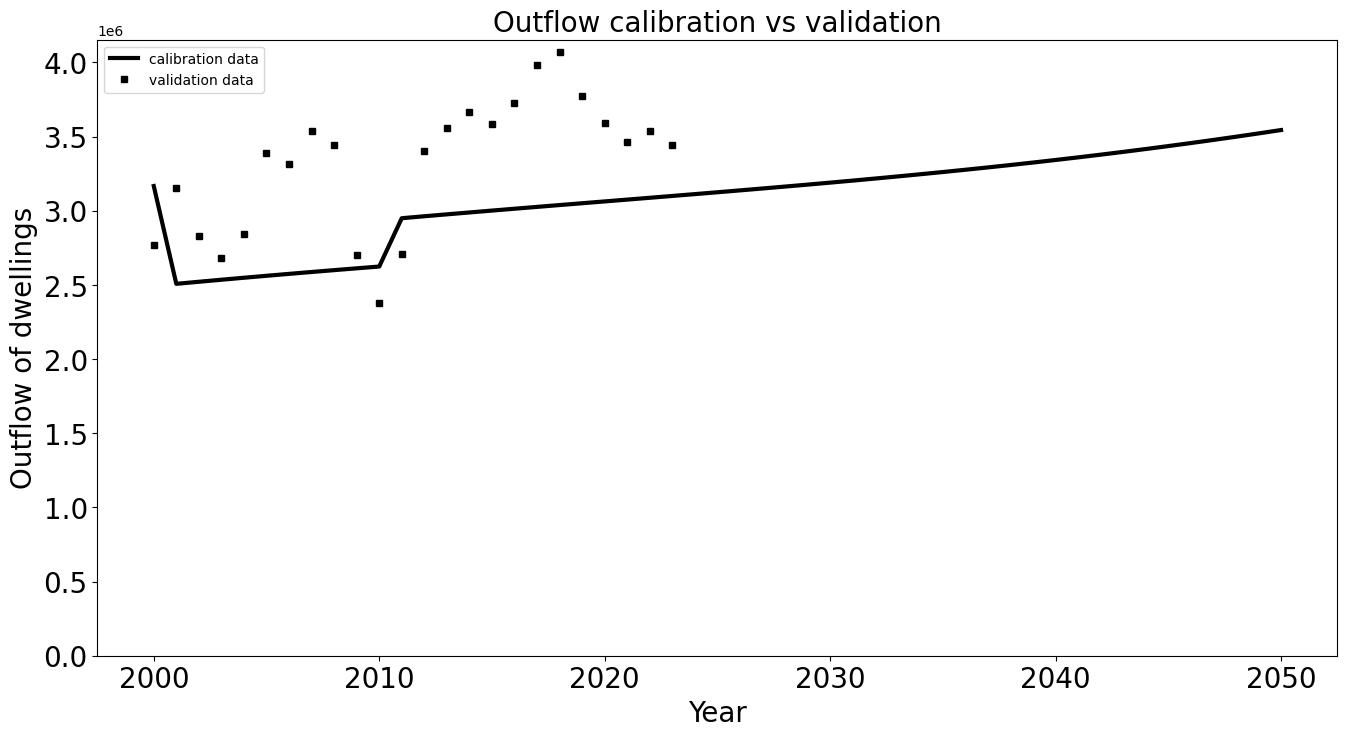 Outflow calibration vs validation
1e6
calibration data
validation data
4.0
3.5
3.0
2.5
2.0
1.5
1.0
0.5
0.0
Outflow of dwellings
2000 2010 2020 2030 2040 2050
Year